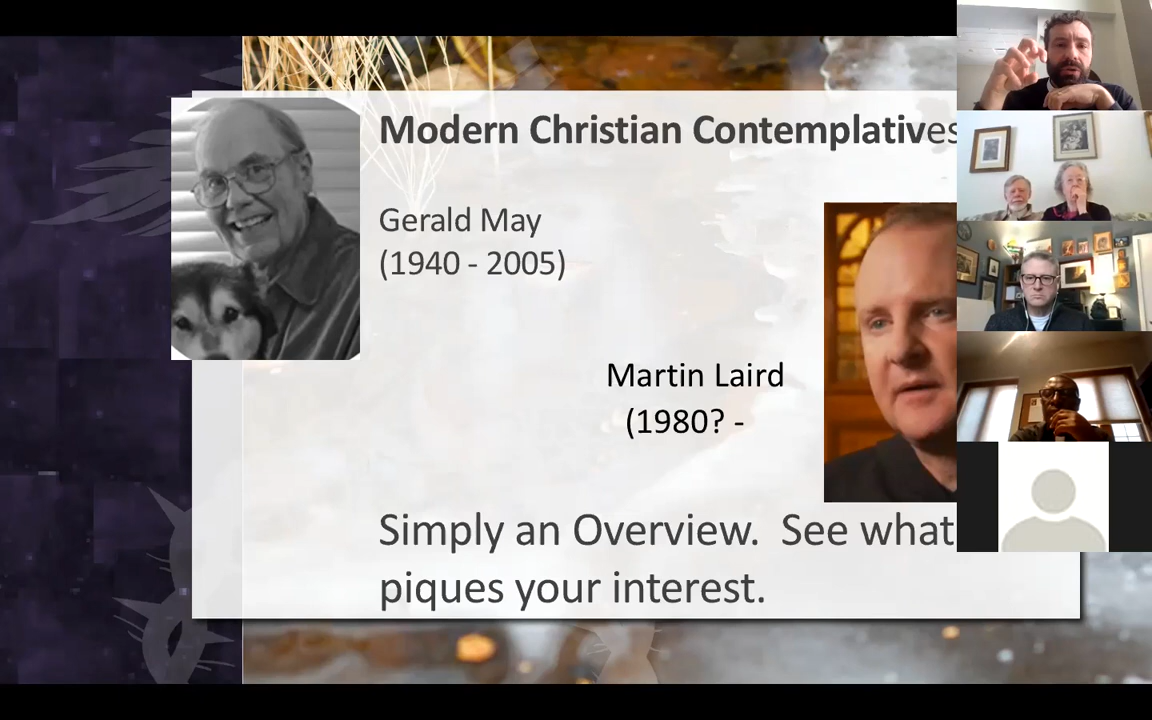 Modern Christian Contemplatives
Gerald May
(1940 - 2005)
Martin Laird
(1980? -
Simply an Overview.  See what
piques your interest.